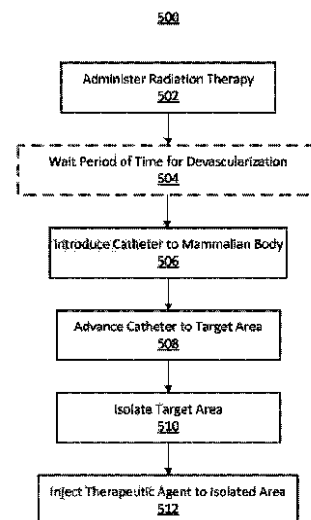 500
Administer Radiation Therapy
502
Wait Period of Time for Devascularization
504
Introduce Catheter to Mammalian Body
506
Advance Catheter to Target Area
508
Isolate Target Area
510
Inject Therapeutic Agent to Isolated Area
512